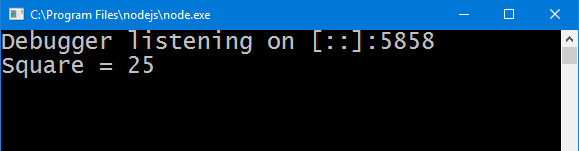 C:\Program Files\nodejs\node.exe
Debugger listening on [::]:5858
Square = 25